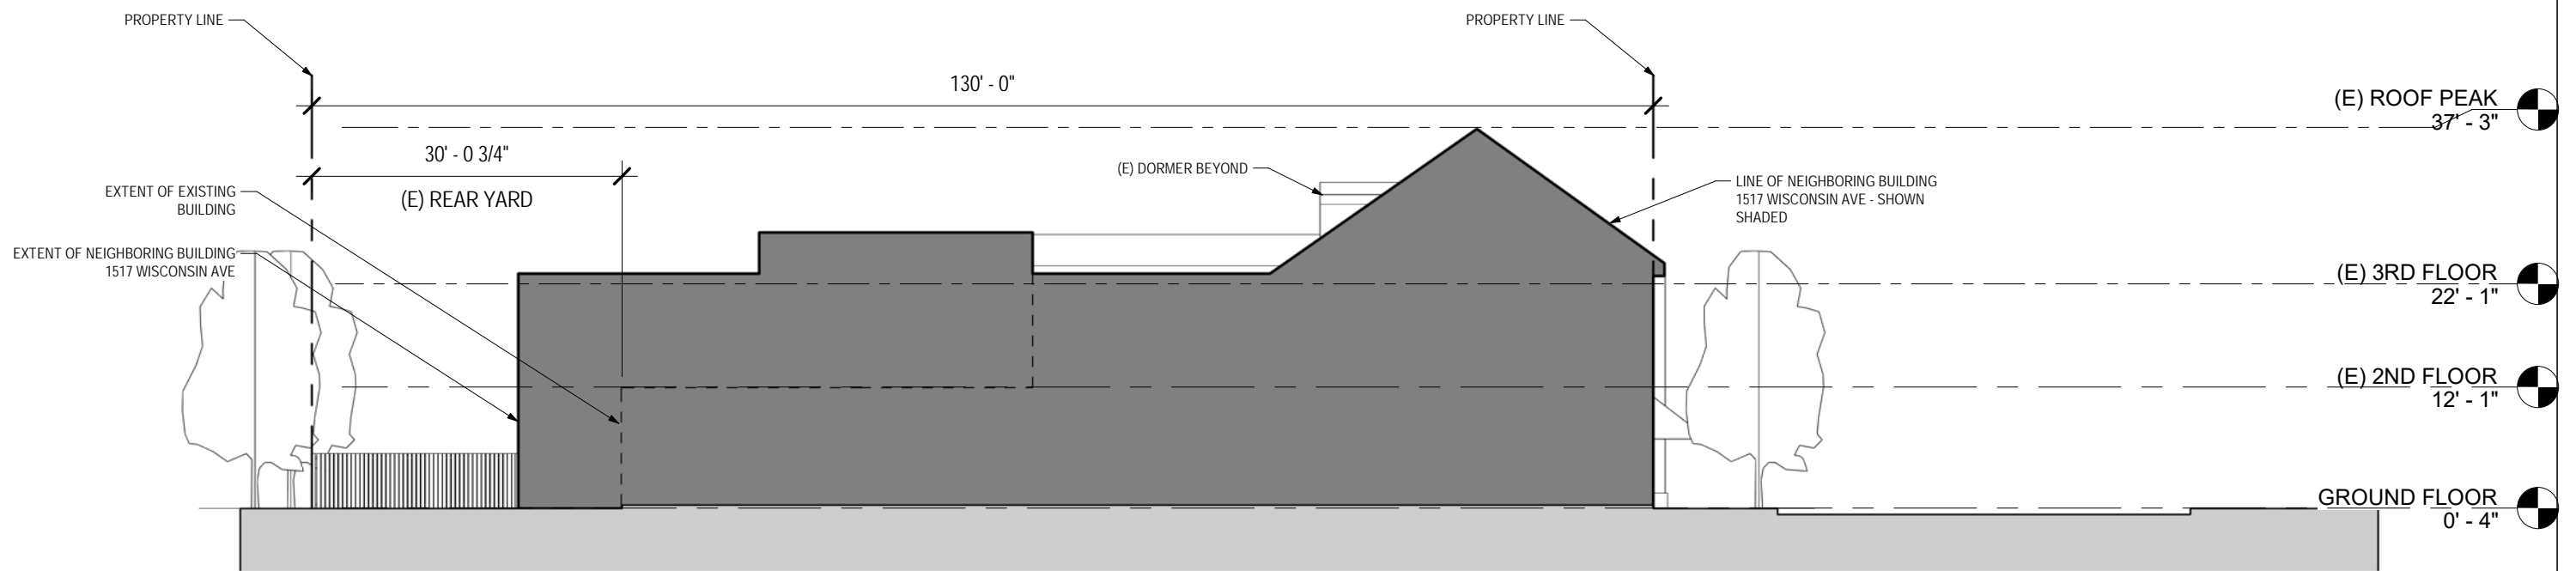 PROPERTY LINE
PROPERTY LINE
130' - 0"
(E) ROOF PEAK
37' - 3"
30' - 0 3/4"
(E) REAR YARD
(E) DORMER BEYOND
EXTENT OF EXISTING
BUILDING
LINE OF NEIGHBORING BUILDING
1517 WISCONSIN AVE - SHOWN
SHADED
EXTENT OF NEIGHBORING BUILDING
1517 WISCONSIN AVE
(E) 3RD FLOOR
22' - 1"
(E) 2ND FLOOR
12' - 1"
GROUND FLOOR
0' - 4"